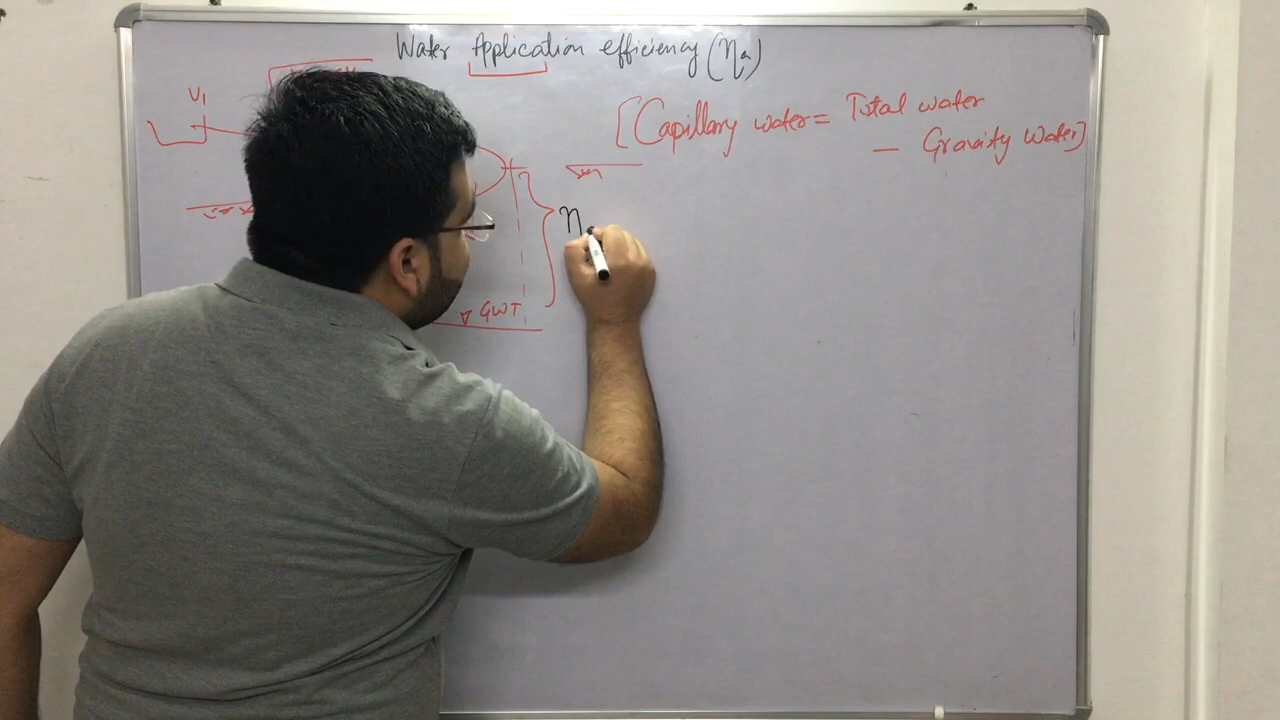 Water Application efficiency (ηa)
V1
[Capillary water = Total water
— Gravity Water]
η
GWT